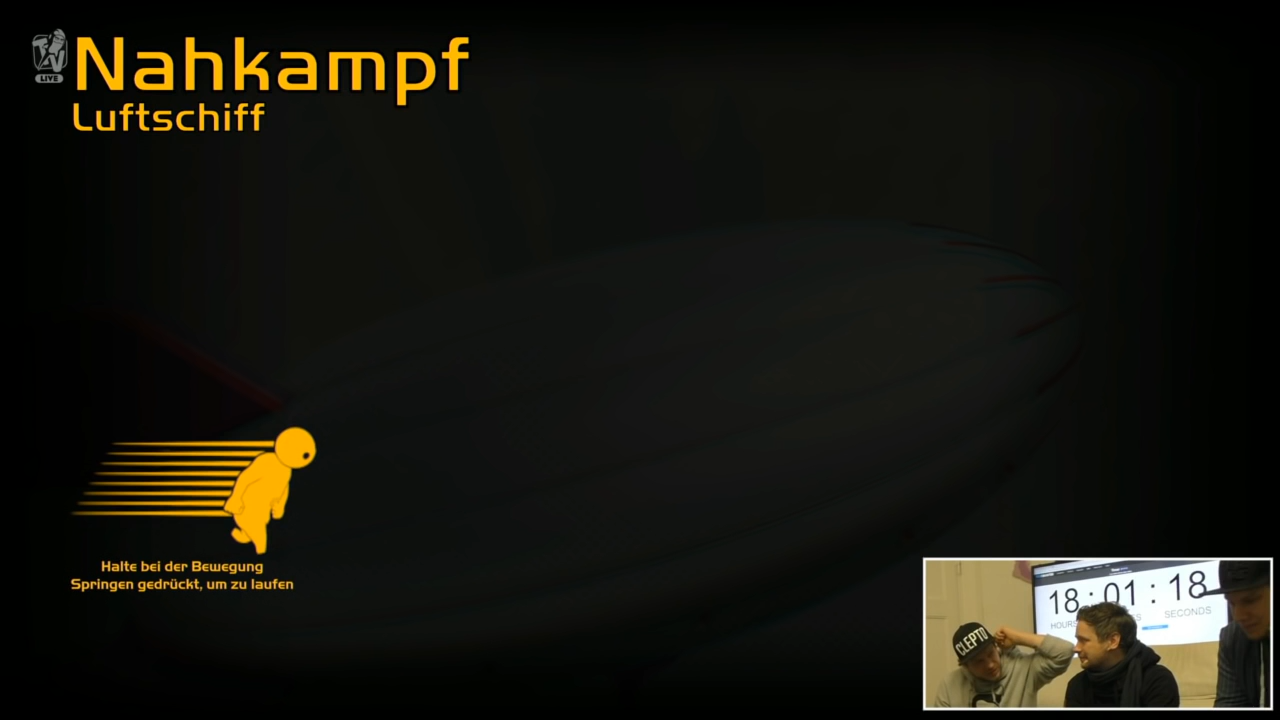 LIVE
Nahkampf
Luftschiff
Halte bei der Bewegung
Springen gedrückt, um zu laufen
18:01:18
HOURS
SECONDS
CLEPTO